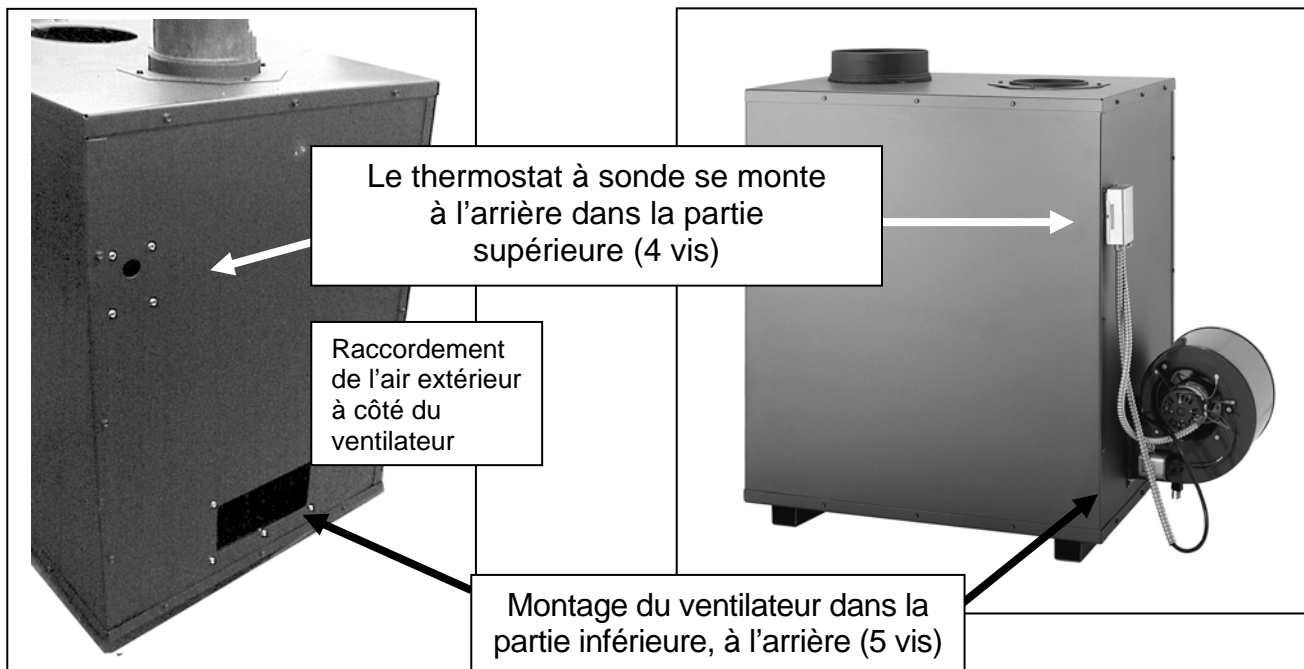 Le thermostat à sonde se monte
à l’arrière dans la partie
supérieure (4 vis)
Raccordement
de l’air extérieur
à côté du
ventilateur
Montage du ventilateur dans la
partie inférieure, à l’arrière (5 vis)